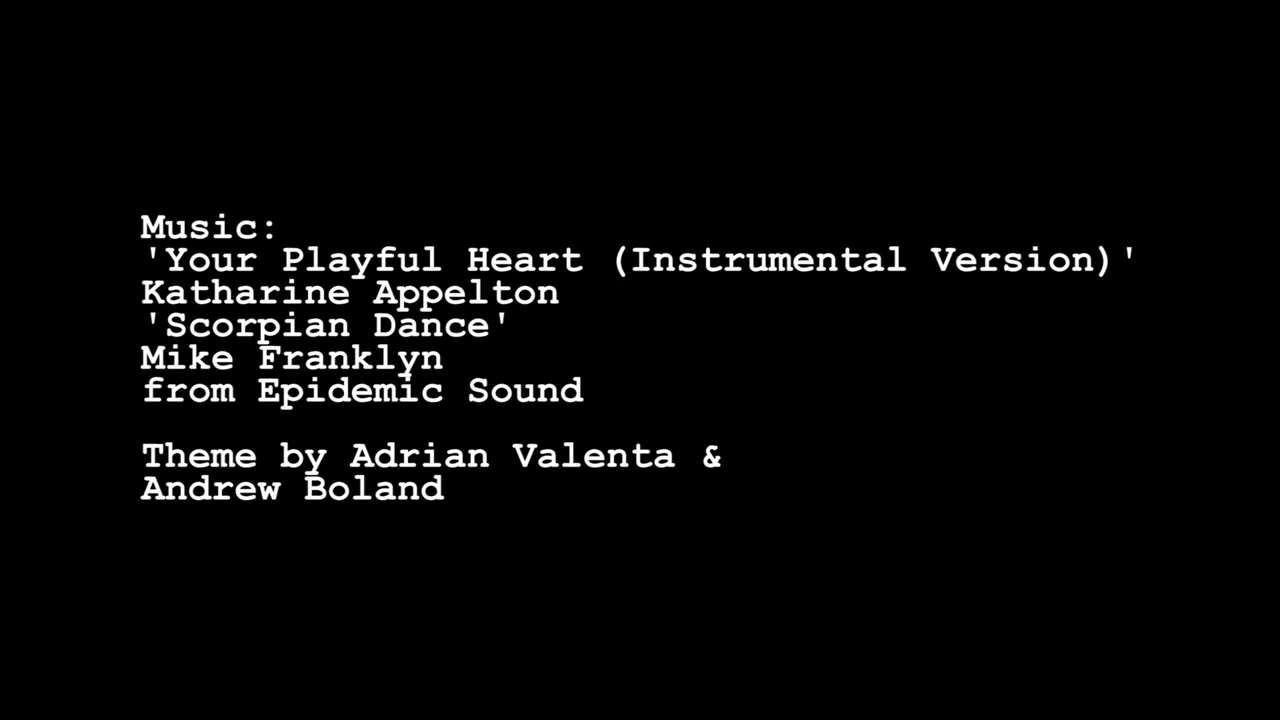 Music:
'Your Playful Heart (Instrumental Version)'
Katharine Appelton
'Scorpian Dance'
Mike Franklyn
from Epidemic Sound
Theme by Adrian Valenta &
Andrew Boland